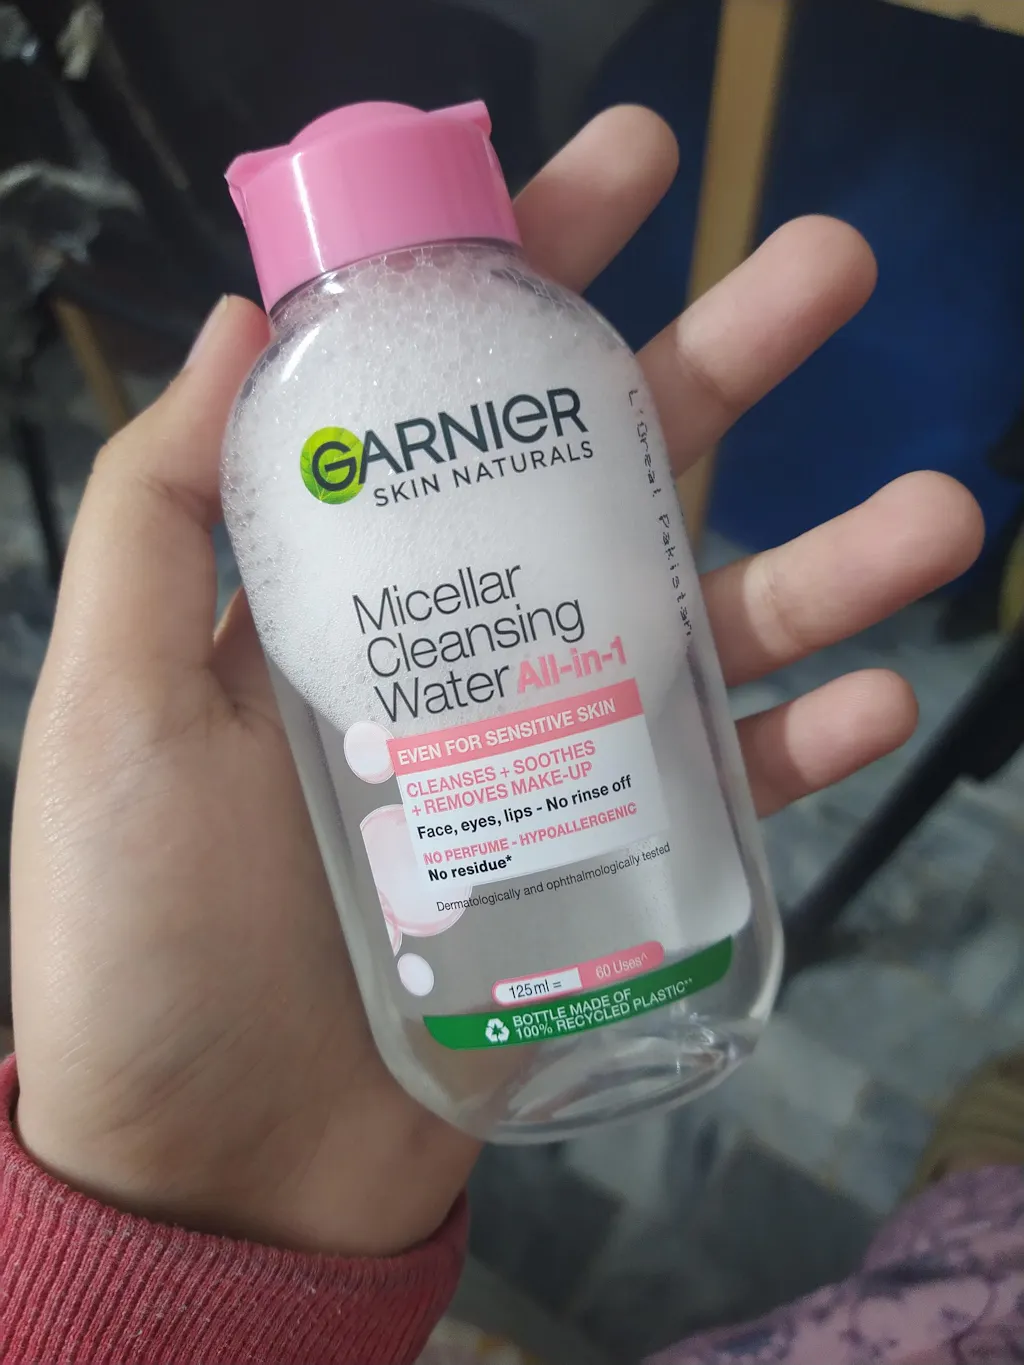 GARNIER
SKIN NATURALS
Micellar
Cleansing
Water All-in-1
EVEN FOR SENSITIVE SKIN
CLEANSES + SOOTHES
+ REMOVES MAKE-UP
Face, eyes, lips - No rinse off
NO PERFUME - HYPOALLERGENIC
No residue*
Dermatologically and ophthalmologically tested
125ml = 60 Uses^
BOTTLE MADE OF
100% RECYCLED PLASTIC**
L'Oreal Pakistan